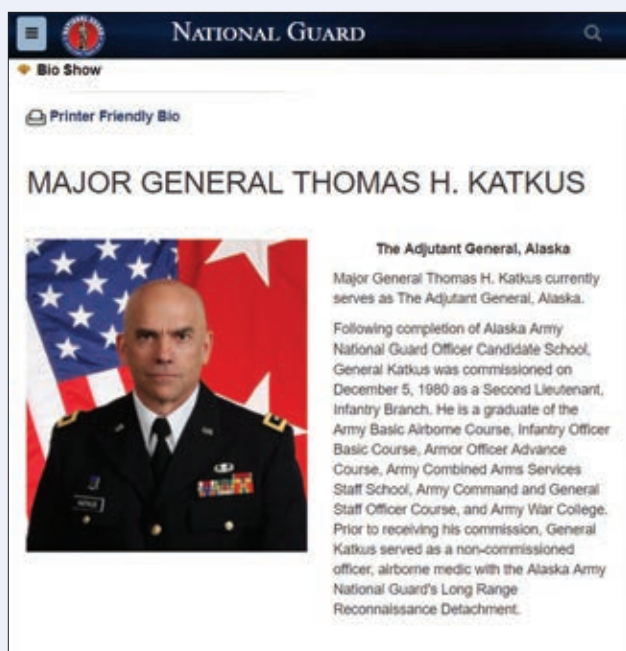 NATIONAL GUARD
Bio Show
Printer Friendly Bio
MAJOR GENERAL THOMAS H. KATKUS
The Adjutant General, Alaska
Major General Thomas H. Katkus currently
serves as The Adjutant General, Alaska.
Following completion of Alaska Army
National Guard Officer Candidate School,
General Katkus was commissioned on
December 5, 1980 as a Second Lieutenant,
Infantry Branch. He is a graduate of the
Army Basic Airborne Course, Infantry Officer
Basic Course, Armor Officer Advance
Course, Army Combined Arms Services
Staff School, Army Command and General
Staff Officer Course, and Army War College.
Prior to receiving his commission, General
Katkus served as a non-commissioned
officer, airborne medic with the Alaska Army
National Guard's Long Range
Reconnaissance Detachment.
KATKUS